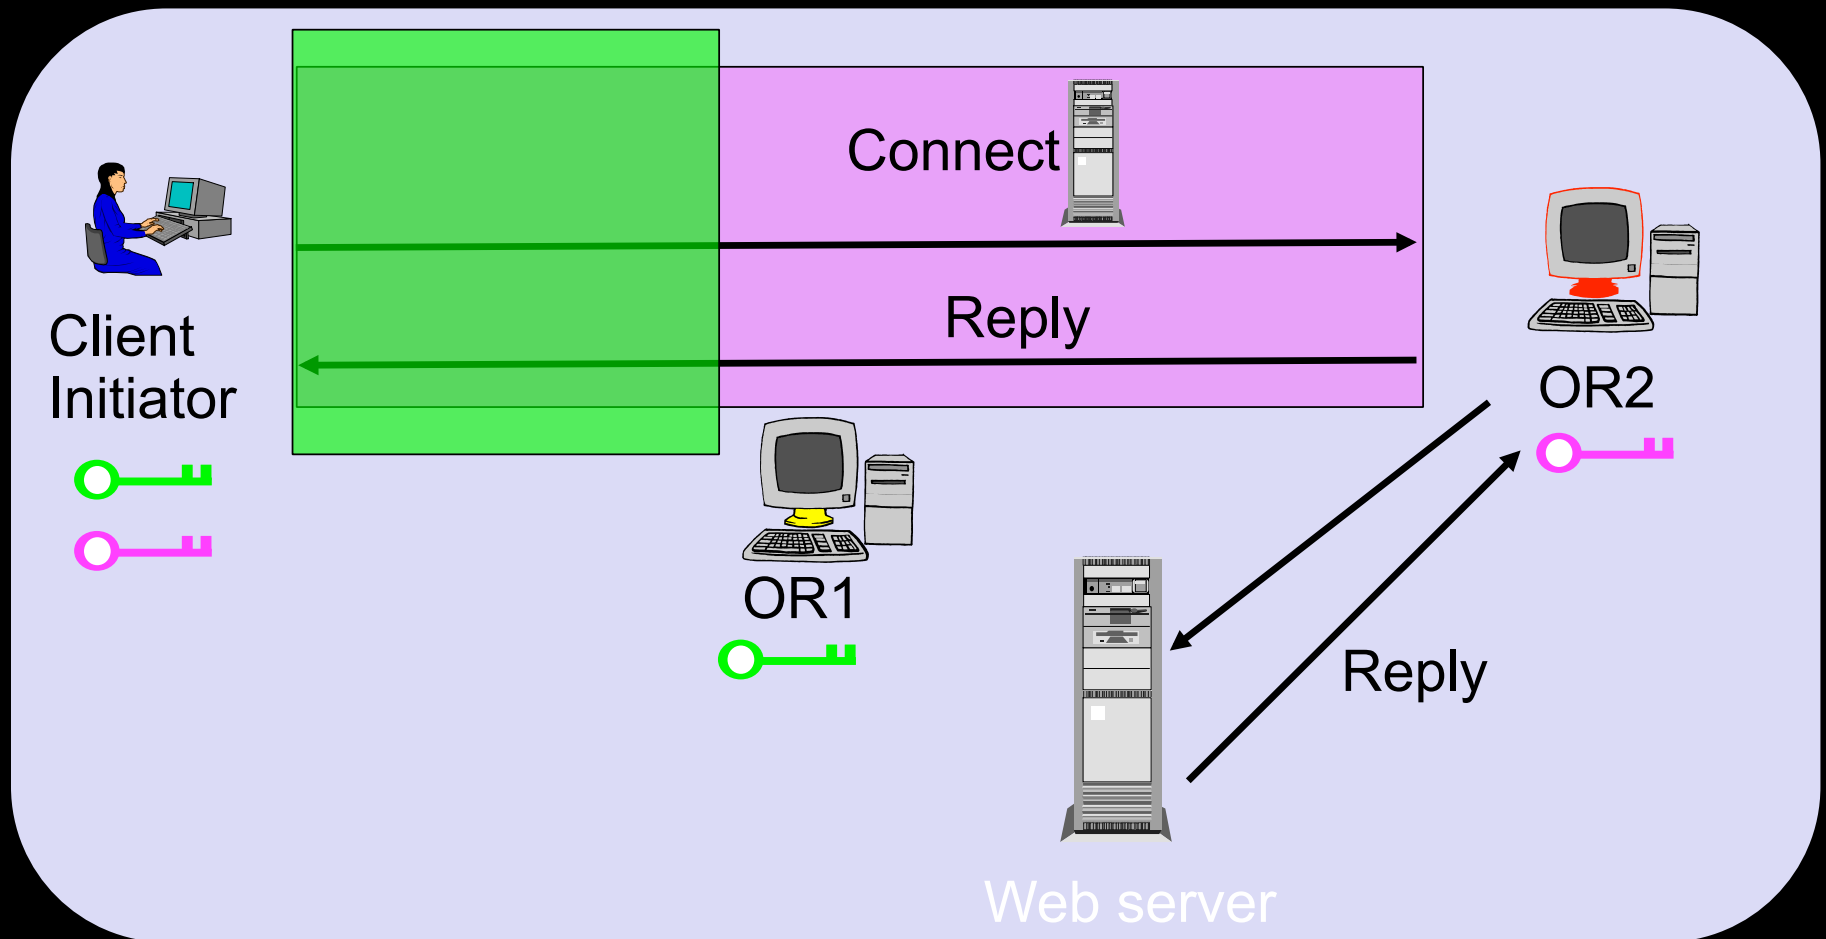 Connect
Reply
Client
Initiator
OR2
OR1
Reply
Web server